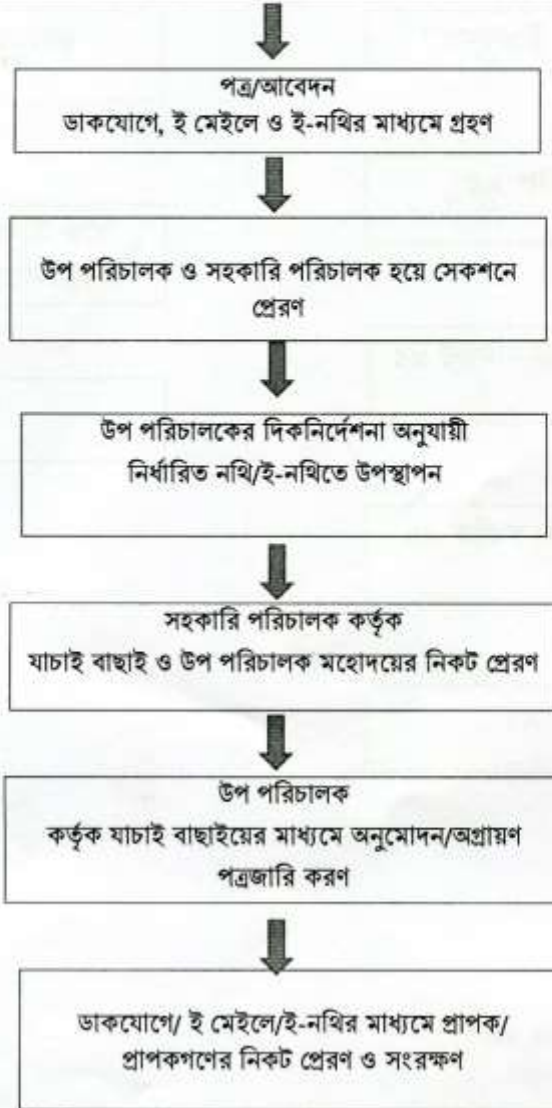 পত্র/আবেদন
ডাকযোগে, ই মেইলে ও ই-নথির মাধ্যমে গ্রহণ
উপ পরিচালক ও সহকারি পরিচালক হয়ে সেকশনে
প্রেরণ
উপ পরিচালকের দিকনির্দেশনা অনুযায়ী
নির্ধারিত নথি/ই-নথিতে উপস্থাপন
সহকারি পরিচালক কর্তৃক
যাচাই বাছাই ও উপ পরিচালক মহোদয়ের নিকট প্রেরণ
উপ পরিচালক
কর্তৃক যাচাই বাছাইয়ের মাধ্যমে অনুমোদন/অগ্রায়ণ
পত্রজারি করণ
ডাকযোগে/ ই মেইলে/ই-নথির মাধ্যমে প্রাপক/
প্রাপকগণের নিকট প্রেরণ ও সংরক্ষণ